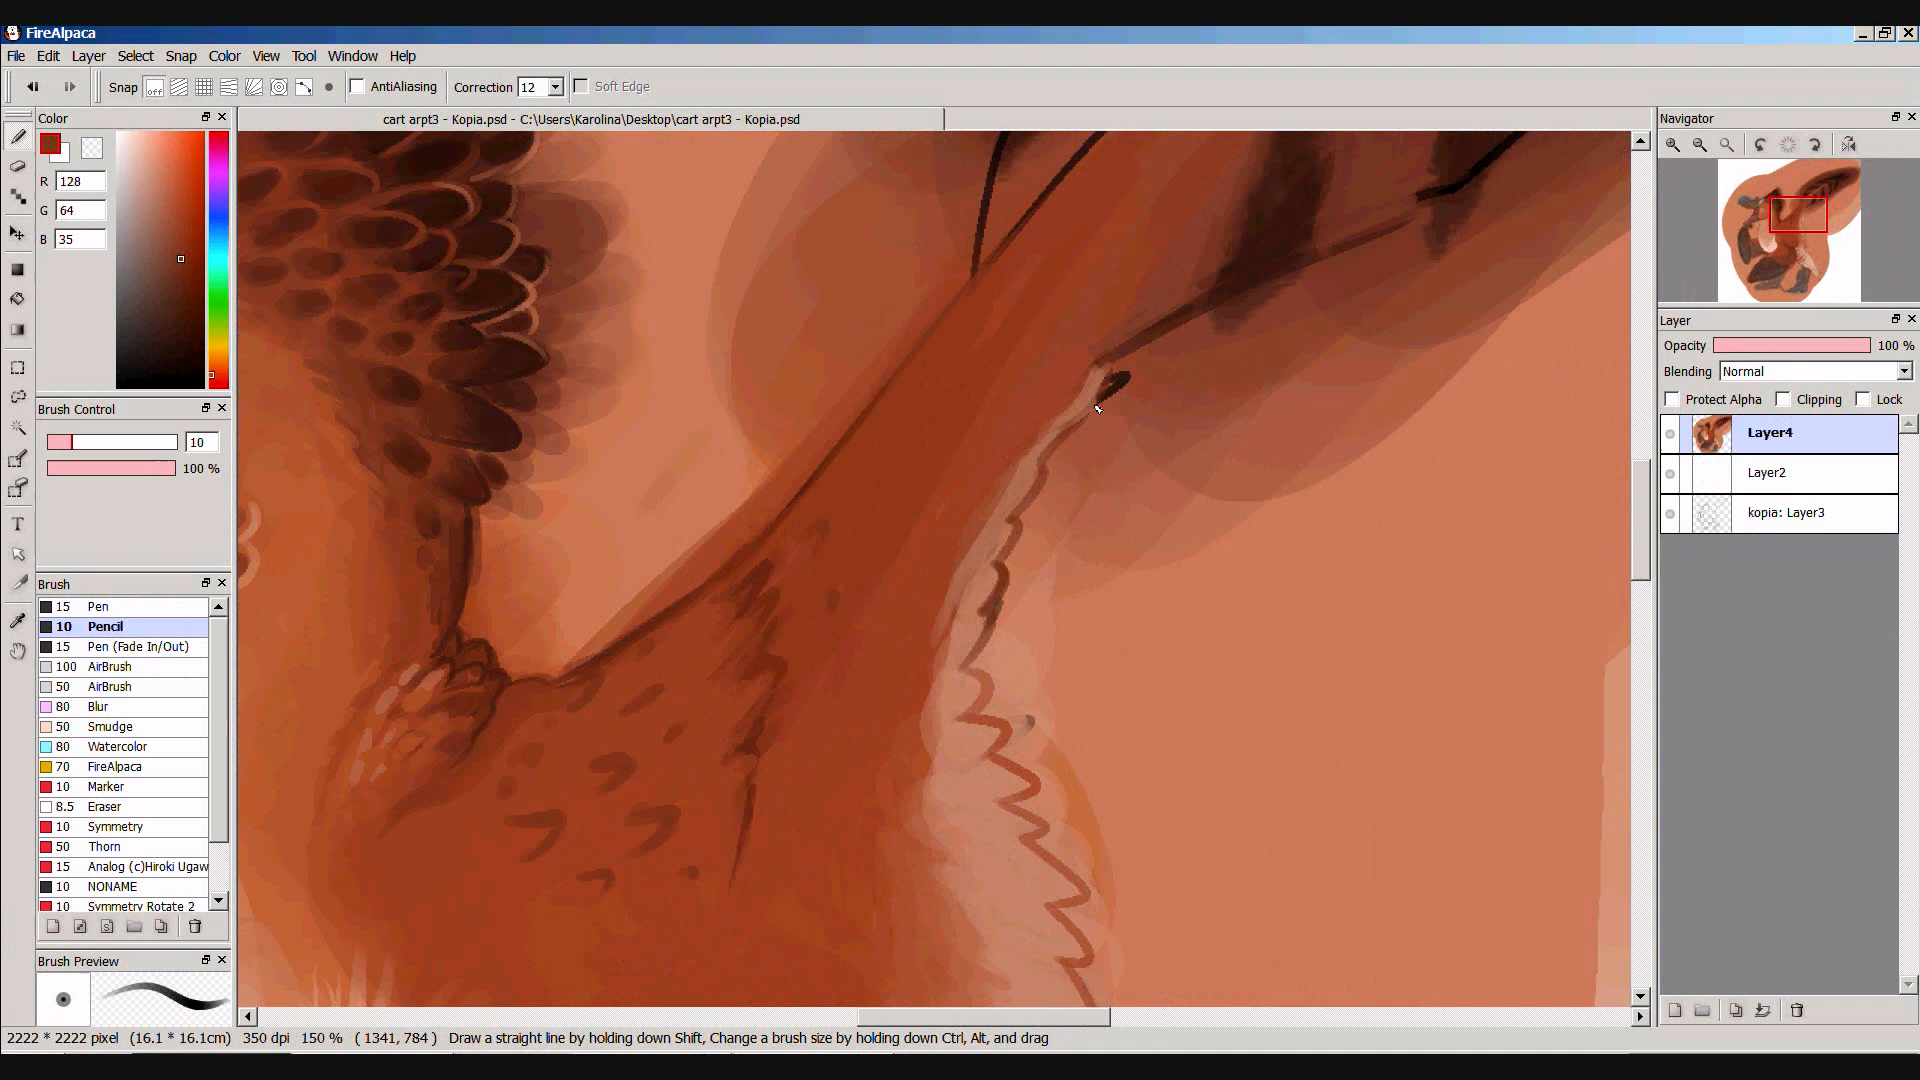 FireAlpaca
File Edit Layer Select Snap Color View Tool Window Help
Snap off AntiAliasing Correction 12 Soft Edge
Color
cart arpt3 - Kopia.psd - C:\Users\Karolina\Desktop\cart arpt3 - Kopia.psd
Navigator
R 128
G 64
B 35
Layer
Opacity 100 %
Blending Normal
Protect Alpha Clipping Lock
Layer4
Layer2
kopia: Layer3
Brush Control
10
100 %
Brush
15 Pen
10 Pencil
15 Pen (Fade In/Out)
100 AirBrush
50 AirBrush
80 Blur
50 Smudge
80 Watercolor
70 FireAlpaca
10 Marker
8.5 Eraser
10 Symmetry
50 Thorn
15 Analog (c)Hiroki Ugaw
10 NONAME
10 Symmetry Rotate 2
Brush Preview
2222 * 2222 pixel (16.1 * 16.1cm) 350 dpi 150 % ( 1341, 784 ) Draw a straight line by holding down Shift, Change a brush size by holding down Ctrl, Alt, and drag